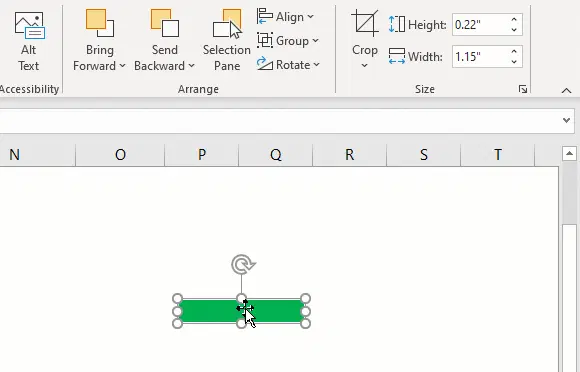 Alt
Text
Accessibility
Bring
Forward
Send
Backward
Selection
Pane
Align
Group
Rotate
Arrange
Crop
Height: 0.22"
Width: 1.15"
Size
N O P Q R S T